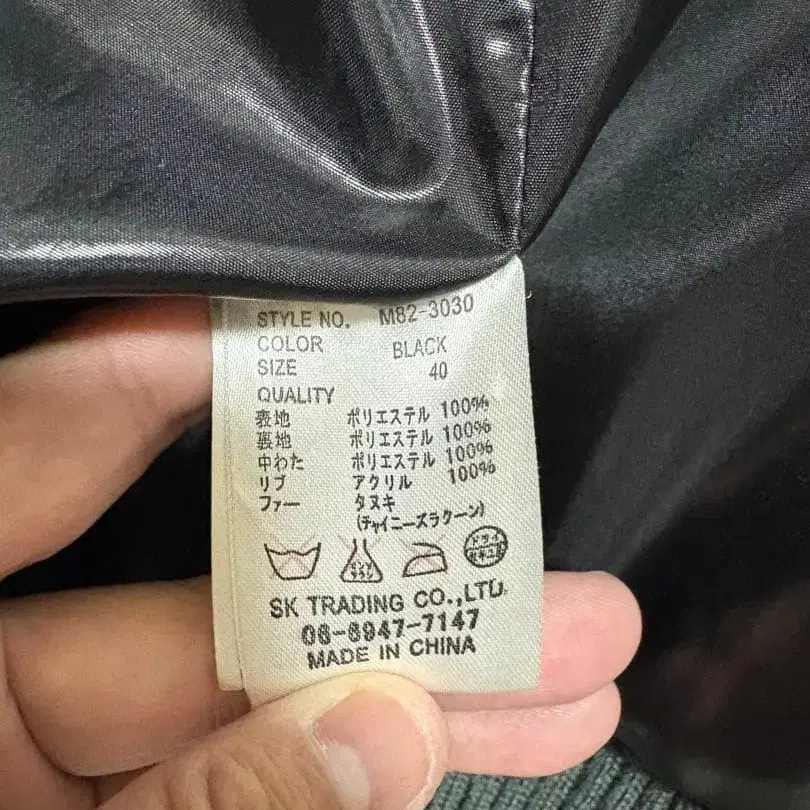 STYLE NO. M82-3030
COLOR BLACK
SIZE 40
QUALITY
表地 ポリエステル 100%
裏地 ポリエステル 100%
中わた ポリエステル 100%
リブ アクリル 100%
ファー タヌキ
(チャイニーズラクーン)
ドライ
SK TRADING CO.,LTD.
06-6947-7147
MADE IN CHINA